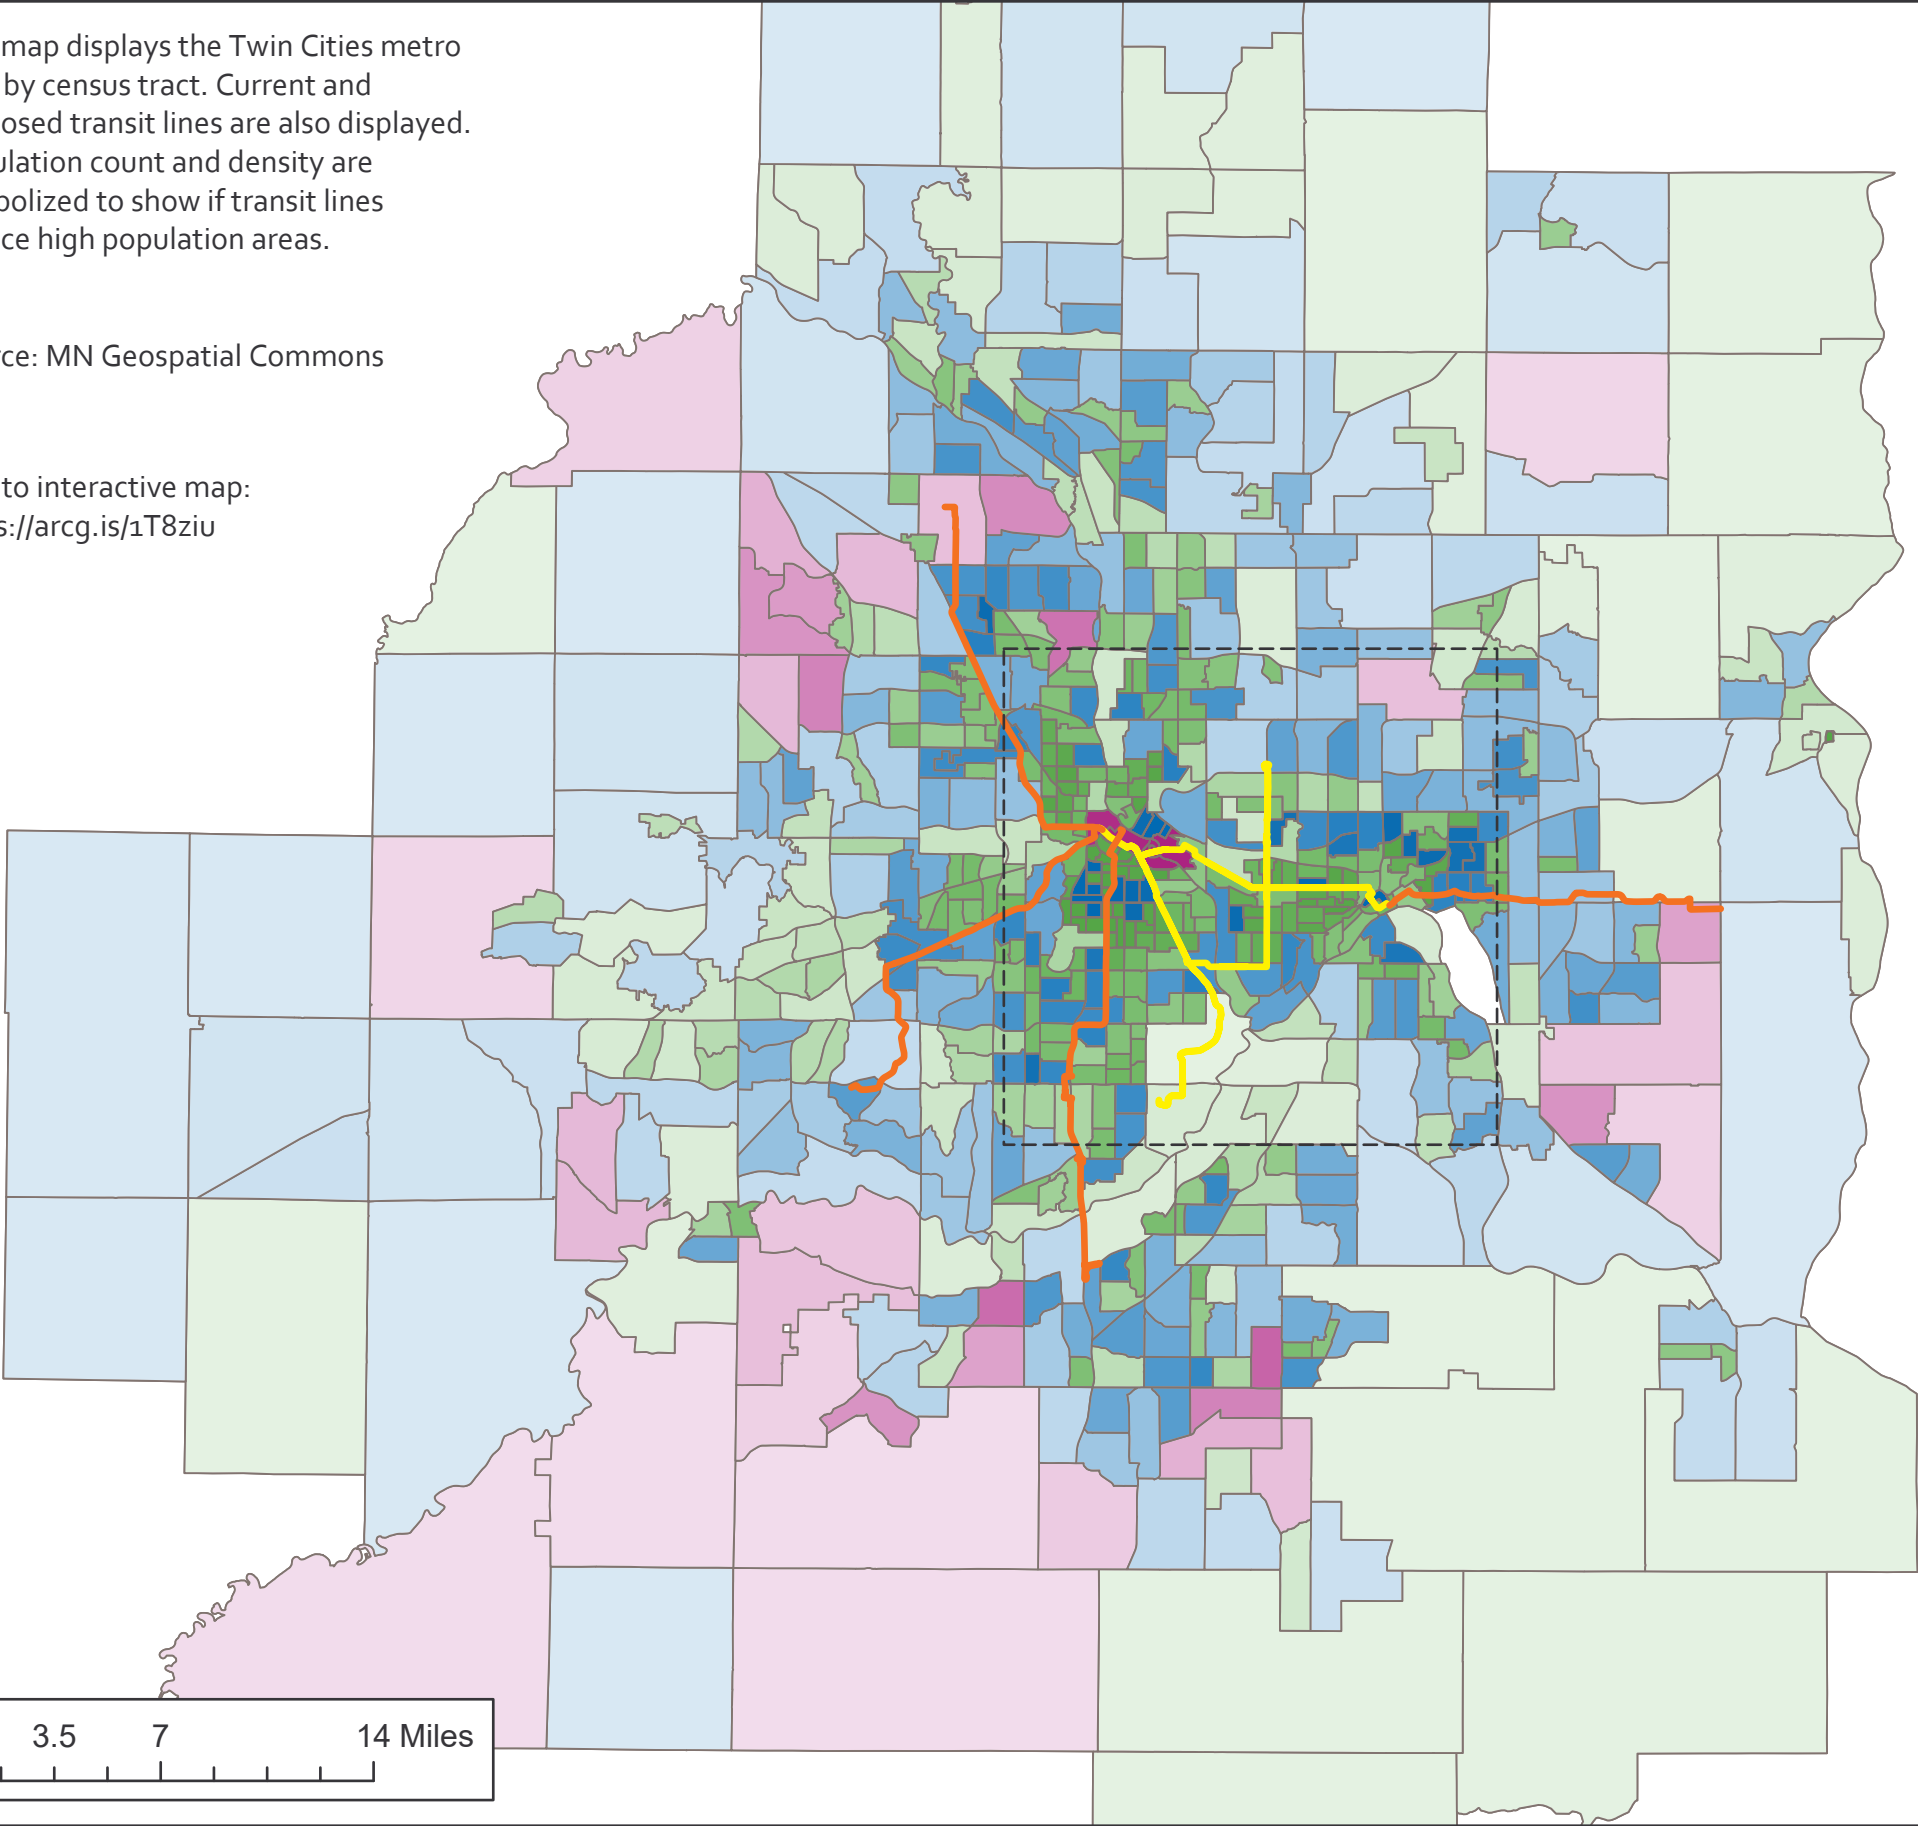 map displays the Twin Cities metro
by census tract. Current and
osed transit lines are also displayed.
ulation count and density are
bolized to show if transit lines
ce high population areas.
ce: MN Geospatial Commons
to interactive map:
s://arcg.is/1T8ziu
3.5 7 14 Miles